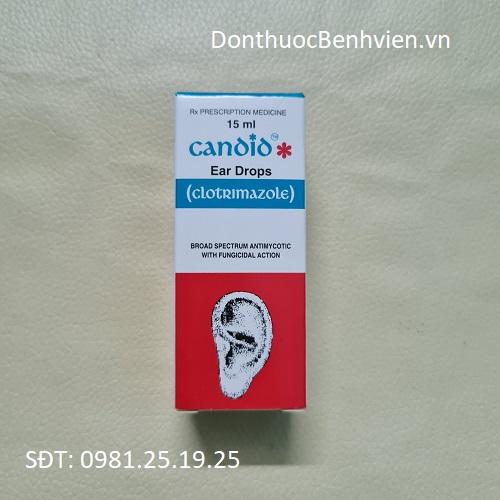 DonthuocBenhvien.vn
Rx PRESCRIPTION MEDICINE
15 ml
candid™
Ear Drops
(clotrimazole)
BROAD SPECTRUM ANTIMYCOTIC
WITH FUNGICIDAL ACTION
SĐT: 0981.25.19.25